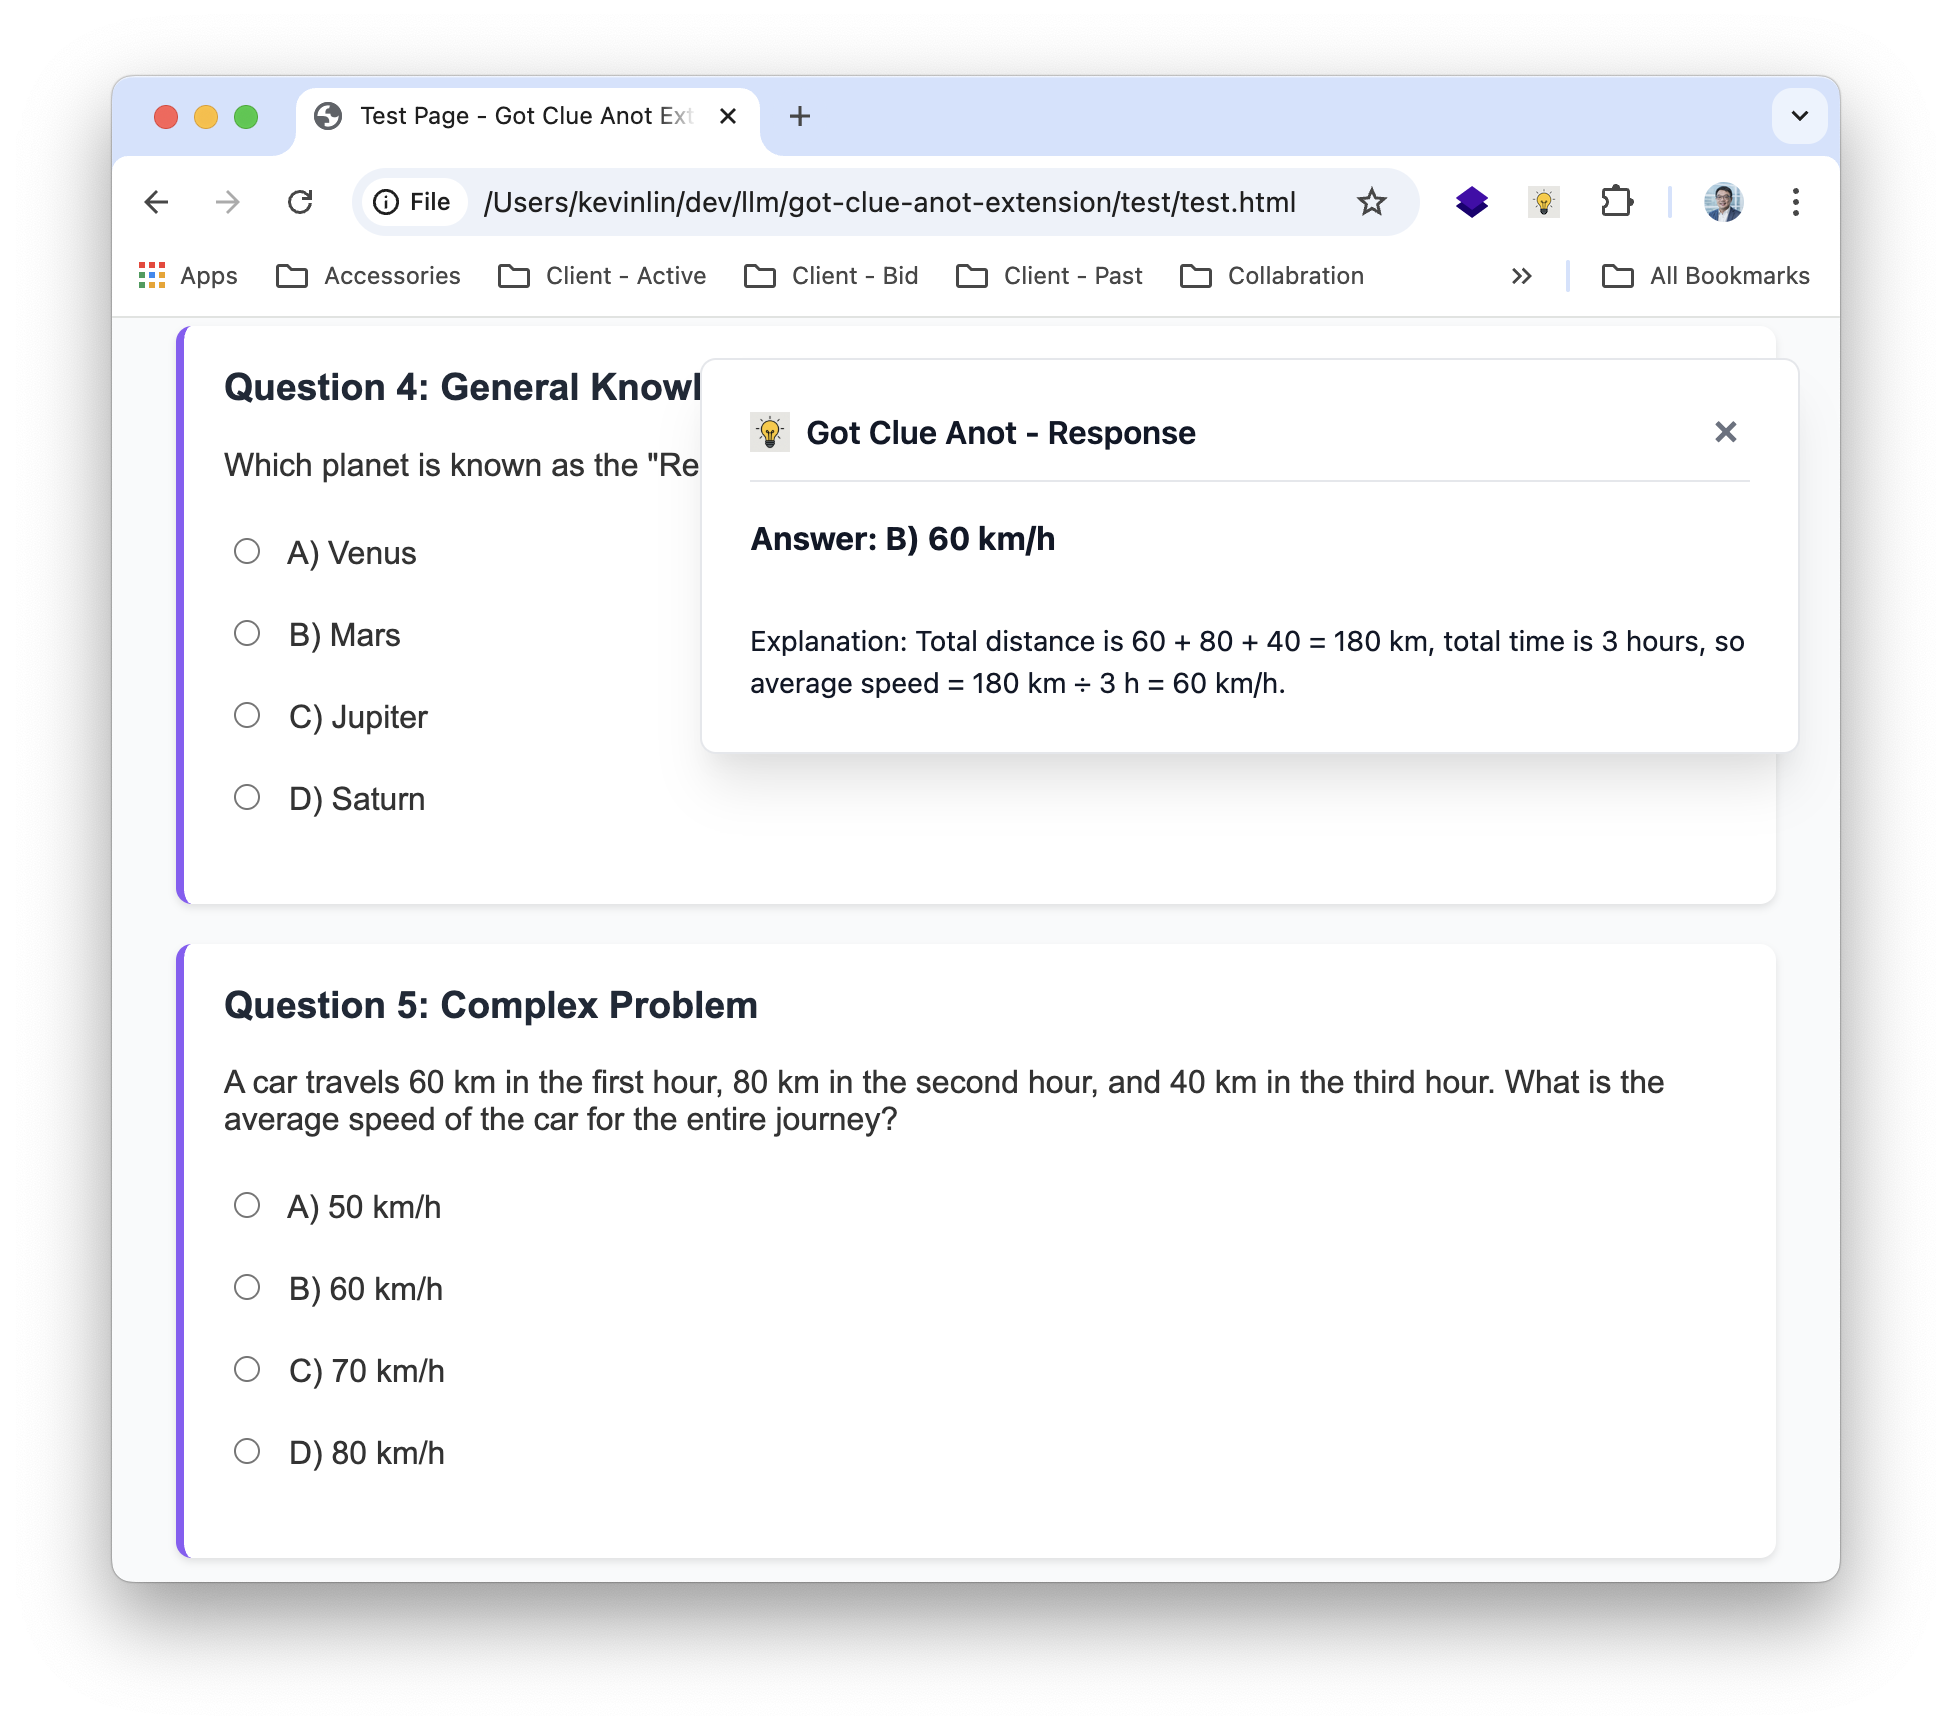 Test Page - Got Clue Anot Ext
File
/Users/kevinlin/dev/llm/got-clue-anot-extension/test/test.html
Apps
Accessories
Client - Active
Client - Bid
Client - Past
Collabration
All Bookmarks
Question 4: General Knowl
Which planet is known as the "Re
A) Venus
B) Mars
C) Jupiter
D) Saturn
Got Clue Anot - Response
Answer: B) 60 km/h
Explanation: Total distance is 60 + 80 + 40 = 180 km, total time is 3 hours, so
average speed = 180 km ÷ 3 h = 60 km/h.
Question 5: Complex Problem
A car travels 60 km in the first hour, 80 km in the second hour, and 40 km in the third hour. What is the
average speed of the car for the entire journey?
A) 50 km/h
B) 60 km/h
C) 70 km/h
D) 80 km/h